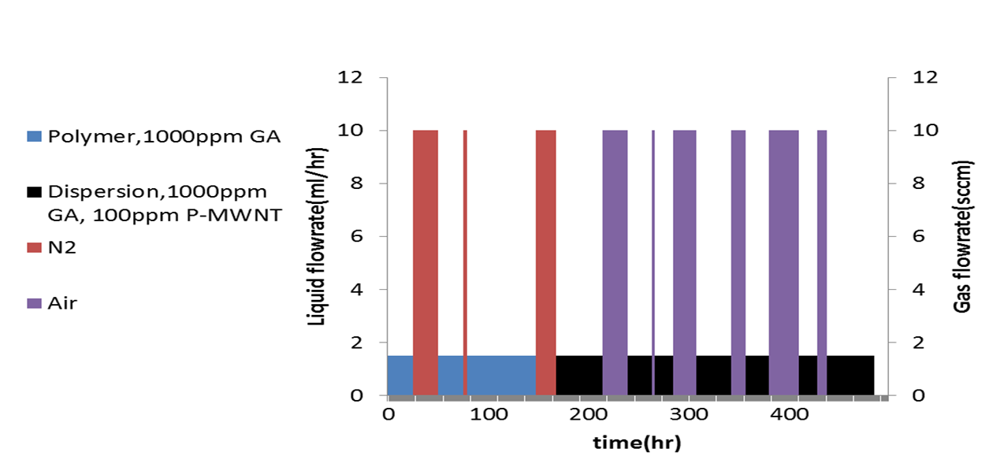 Polymer,1000ppm GA
Dispersion,1000ppm
GA, 100ppm P-MWNT
N2
Air
Liquid flowrate(ml/hr)
12
10
8
6
4
2
0
12
10
8
6
4
2
0
Gas flowrate(sccm)
0 100 200 300 400
time(hr)